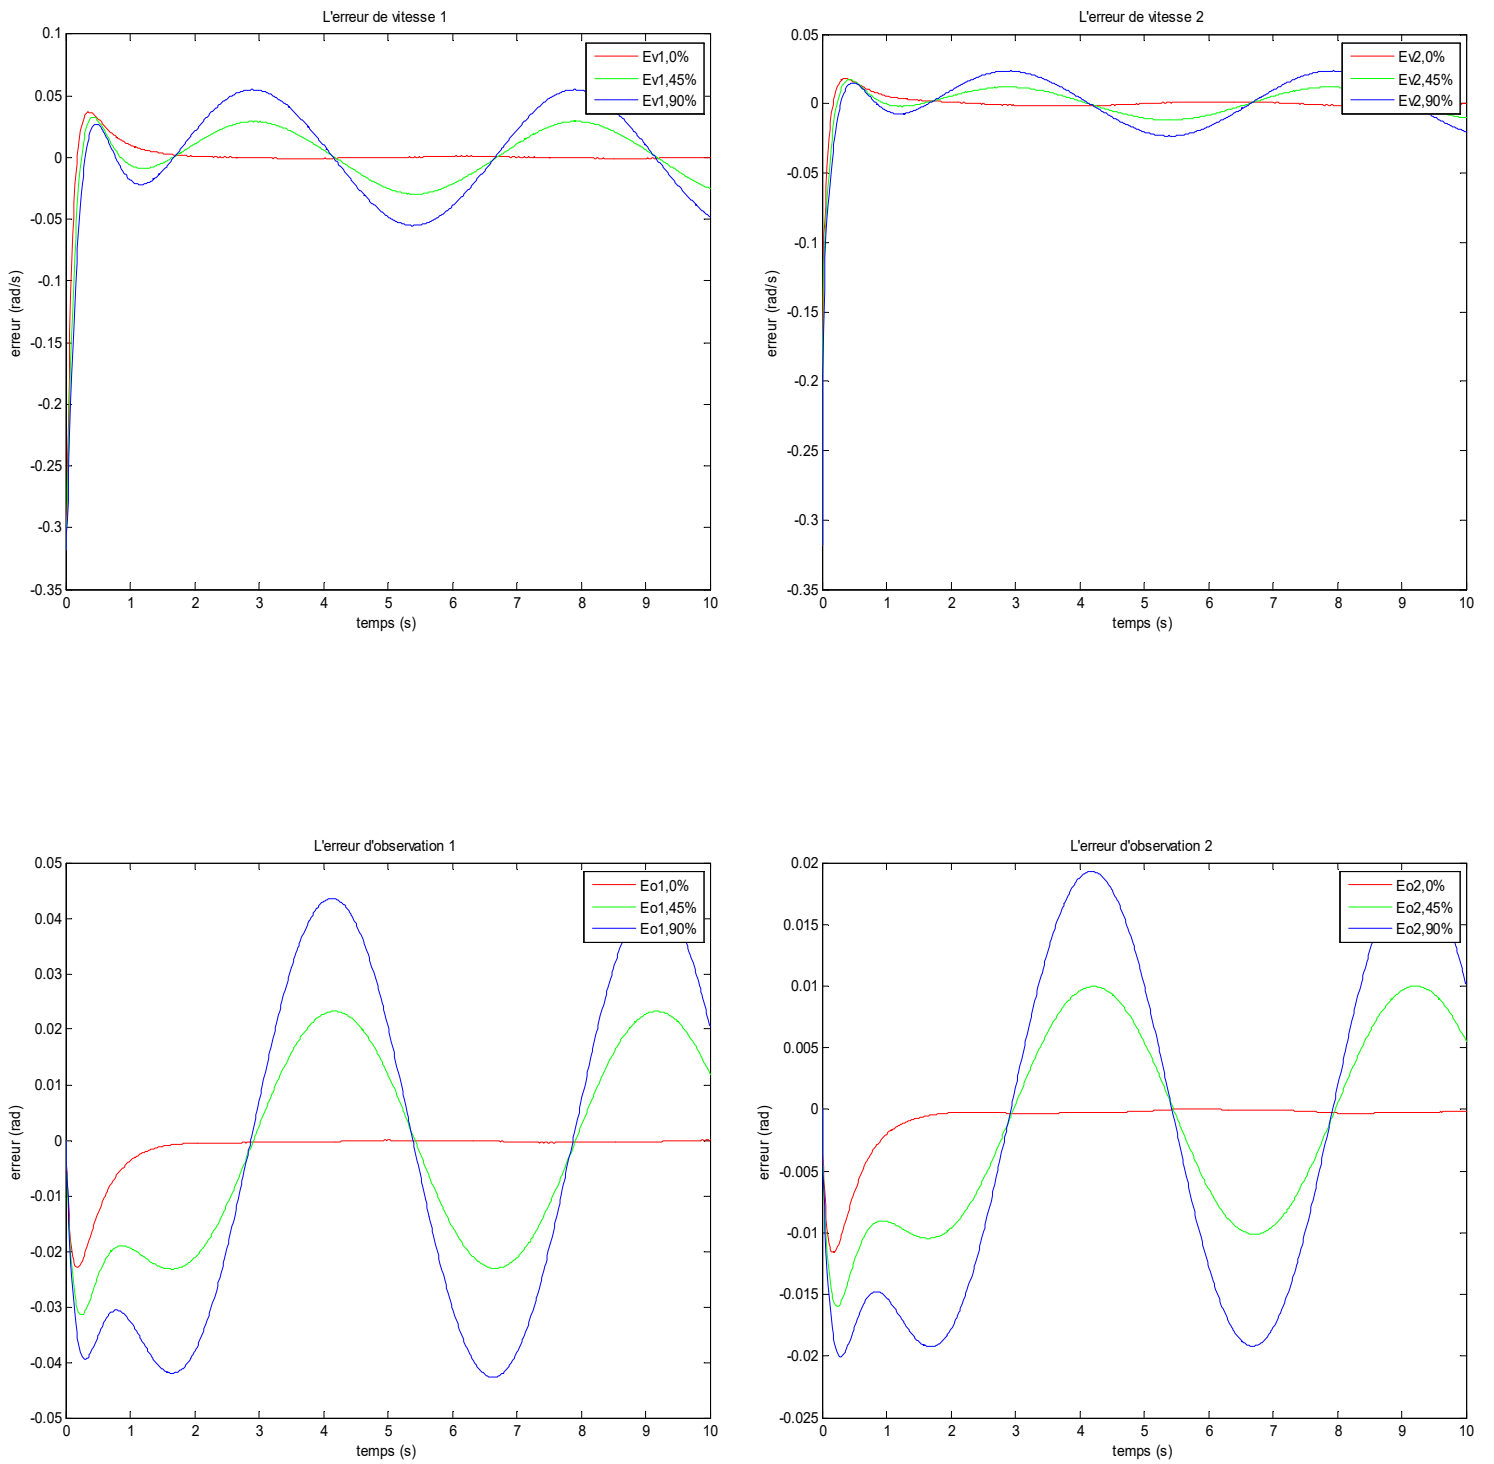 L'erreur de vitesse 1
0.1
0.05
0
-0.05
-0.1
-0.15
-0.2
-0.25
-0.3
-0.35
erreur (rad/s)
0 1 2 3 4 5 6 7 8 9 10
temps (s)
Ev1,0%
Ev1,45%
Ev1,90%
L'erreur de vitesse 2
0.05
0
-0.05
-0.1
-0.15
-0.2
-0.25
-0.3
-0.35
erreur (rad/s)
0 1 2 3 4 5 6 7 8 9 10
temps (s)
Ev2,0%
Ev2,45%
Ev2,90%
L'erreur d'observation 1
0.05
0.04
0.03
0.02
0.01
0
-0.01
-0.02
-0.03
-0.04
-0.05
erreur (rad)
0 1 2 3 4 5 6 7 8 9 10
temps (s)
Eo1,0%
Eo1,45%
Eo1,90%
L'erreur d'observation 2
0.02
0.015
0.01
0.005
0
-0.005
-0.01
-0.015
-0.02
-0.025
erreur (rad)
0 1 2 3 4 5 6 7 8 9 10
temps (s)
Eo2,0%
Eo2,45%
Eo2,90%